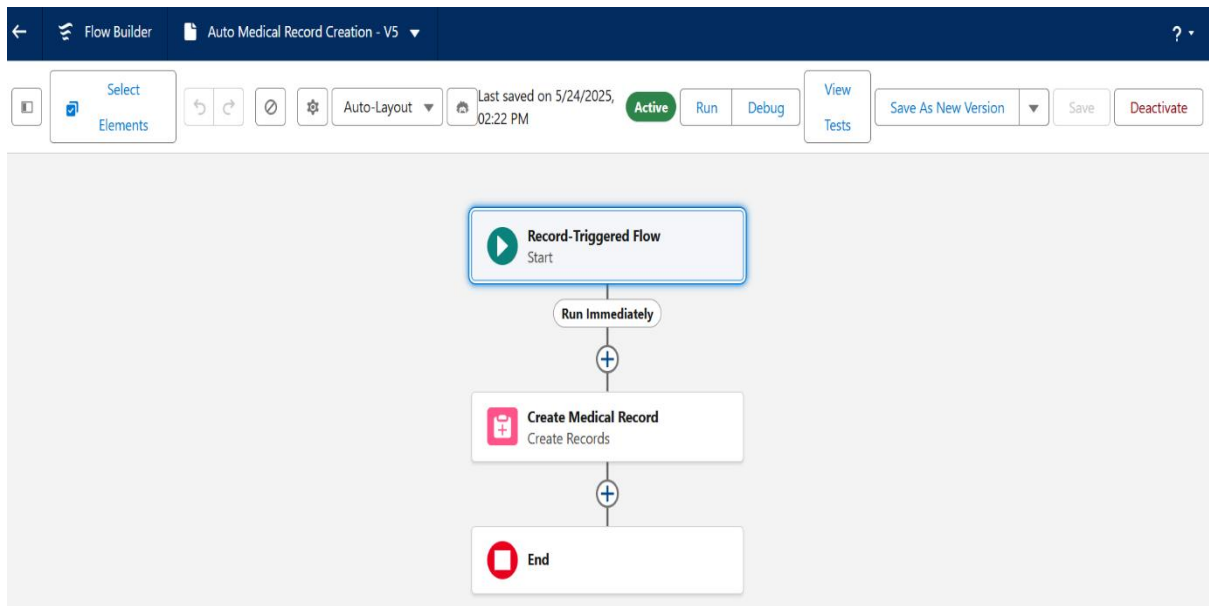 Flow Builder
Auto Medical Record Creation - V5
?
Select
Elements
Auto-Layout
Last saved on 5/24/2025,
02:22 PM
Active
Run
Debug
View
Tests
Save As New Version
Save
Deactivate
Record-Triggered Flow
Start
Run Immediately
Create Medical Record
Create Records
End